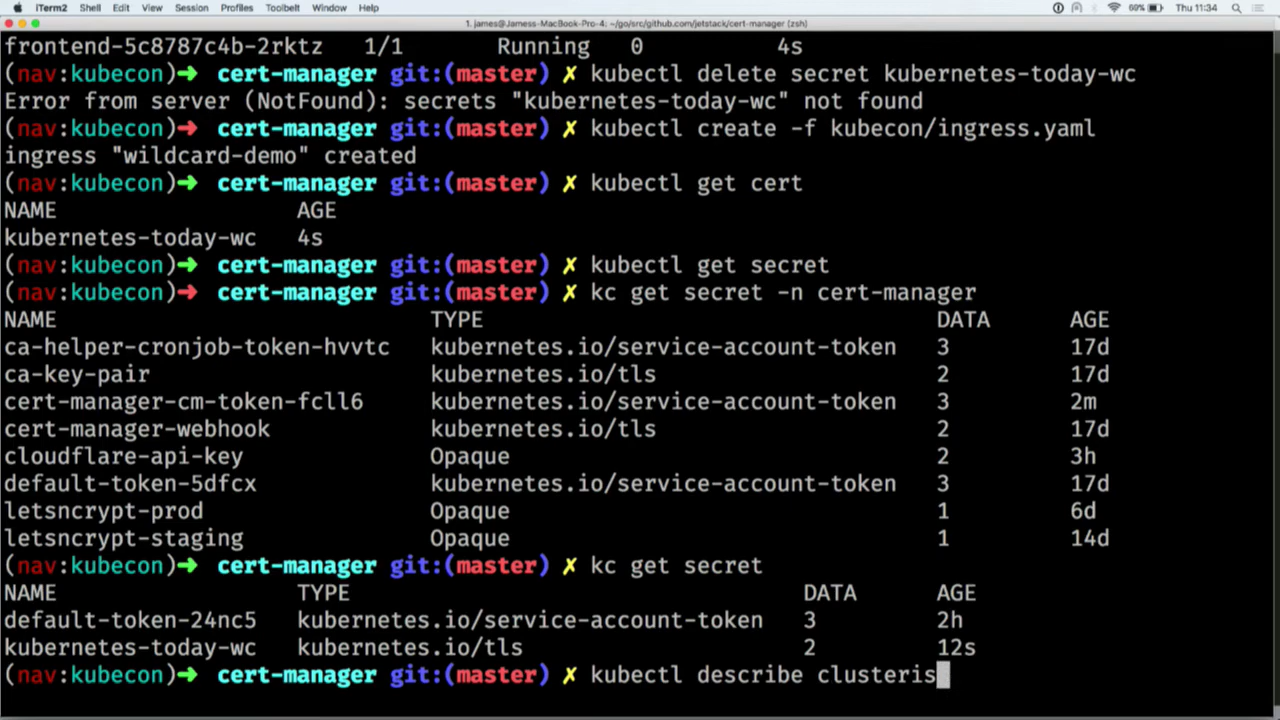 iTerm2 Shell Edit View Session Profiles Toolbelt Window Help 60% Thu 11:34
1. james@Jamess-MacBook-Pro-4: ~/go/src/github.com/jetstack/cert-manager (zsh)
frontend-5c8787c4b-2rktz 1/1 Running 0 4s
(nav:kubecon)➜ cert-manager git:(master) ✗ kubectl delete secret kubernetes-today-wc
Error from server (NotFound): secrets "kubernetes-today-wc" not found
(nav:kubecon)➜ cert-manager git:(master) ✗ kubectl create -f kubecon/ingress.yaml
ingress "wildcard-demo" created
(nav:kubecon)➜ cert-manager git:(master) ✗ kubectl get cert
NAME AGE
kubernetes-today-wc 4s
(nav:kubecon)➜ cert-manager git:(master) ✗ kubectl get secret
(nav:kubecon)➜ cert-manager git:(master) ✗ kc get secret -n cert-manager
NAME TYPE DATA AGE
ca-helper-cronjob-token-hvvtc kubernetes.io/service-account-token 3 17d
ca-key-pair kubernetes.io/tls 2 17d
cert-manager-cm-token-fcll6 kubernetes.io/service-account-token 3 2m
cert-manager-webhook kubernetes.io/tls 2 17d
cloudflare-api-key Opaque 2 3h
default-token-5dfcx kubernetes.io/service-account-token 3 17d
letsncrypt-prod Opaque 1 6d
letsncrypt-staging Opaque 1 14d
(nav:kubecon)➜ cert-manager git:(master) ✗ kc get secret
NAME TYPE DATA AGE
default-token-24nc5 kubernetes.io/service-account-token 3 2h
kubernetes-today-wc kubernetes.io/tls 2 12s
(nav:kubecon)➜ cert-manager git:(master) ✗ kubectl describe clusteris